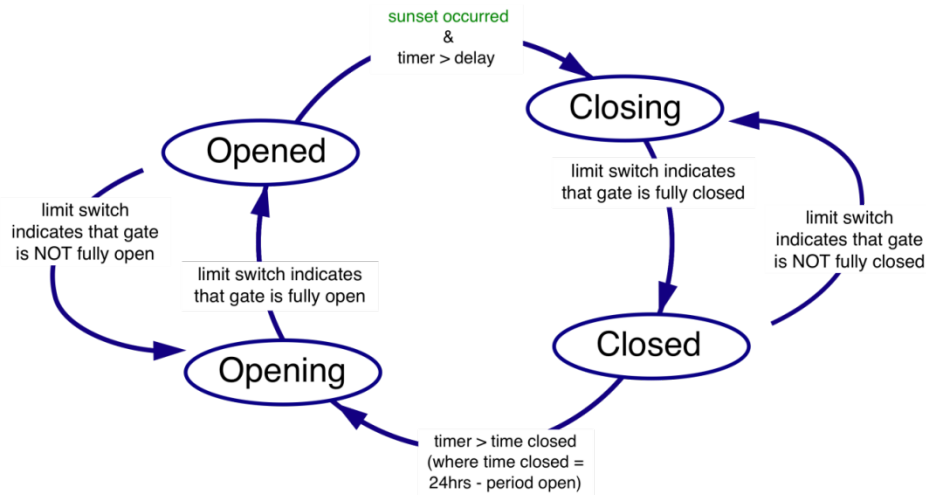 sunset occurred
&
timer > delay
Closing
Opened
limit switch indicates
that gate is fully closed
limit switch
indicates that gate
is NOT fully open
limit switch
indicates that gate
is NOT fully closed
limit switch indicates
that gate is fully open
Closed
Opening
timer > time closed
(where time closed =
24hrs - period open)